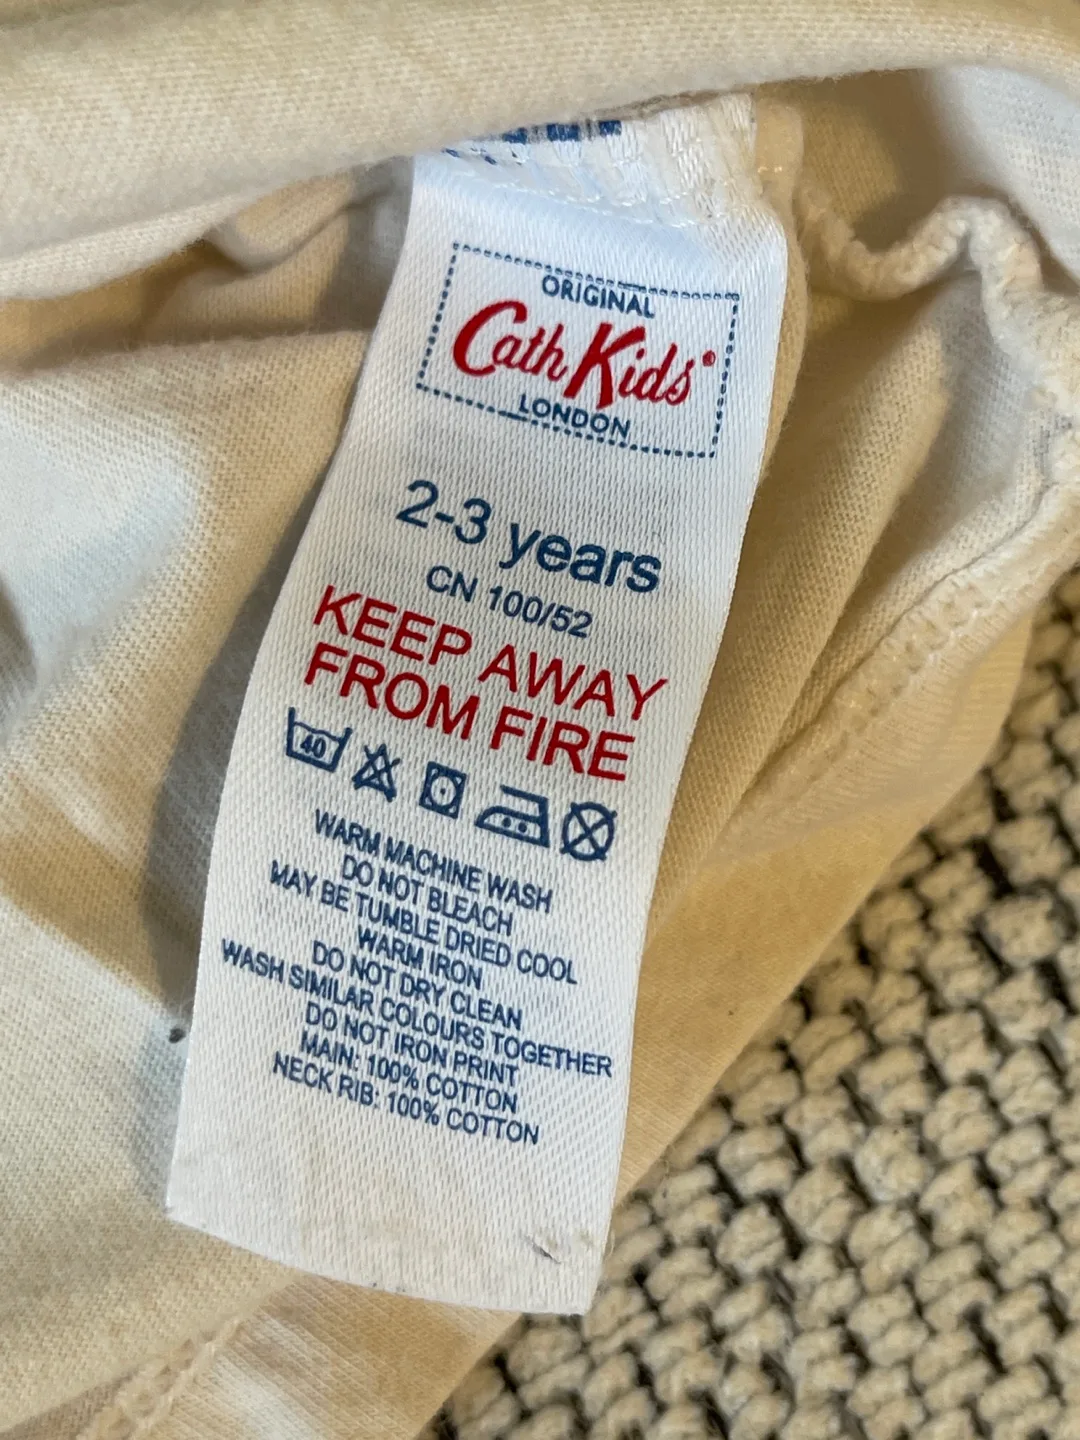 ORIGINAL
Cath Kids®
LONDON
2-3 years
CN 100/52
KEEP AWAY
FROM FIRE
40
WARM MACHINE WASH
DO NOT BLEACH
MAY BE TUMBLE DRIED COOL
WARM IRON
DO NOT DRY CLEAN
WASH SIMILAR COLOURS TOGETHER
DO NOT IRON PRINT
MAIN: 100% COTTON
NECK RIB: 100% COTTON